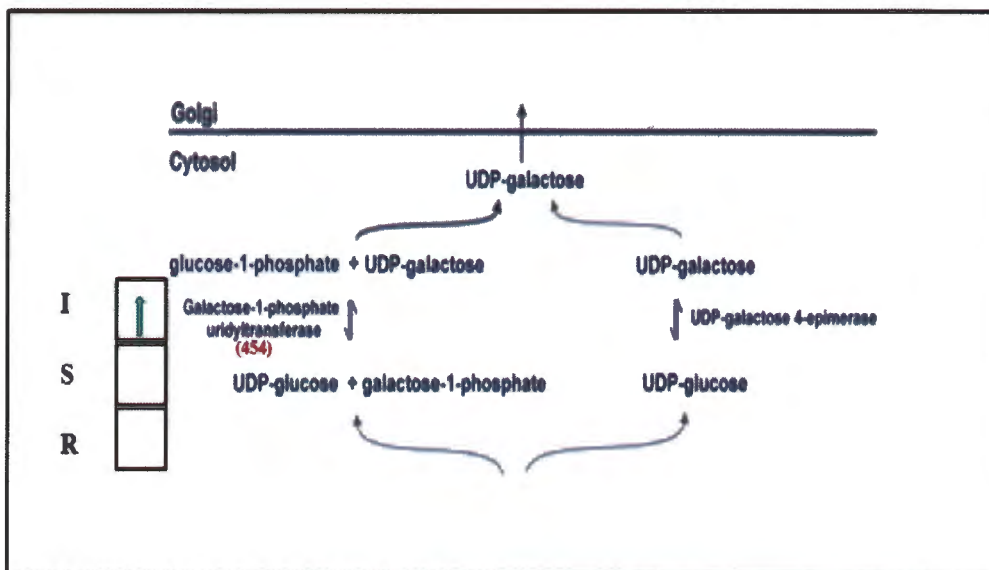 Golgi
Cytosol
UDP-galactose
glucose-1-phosphate + UDP-galactose
UDP-galactose
I
Galactose-1-phosphate
uridyltransferase
(454)
UDP-galactose 4-epimerase
S
UDP-glucose + galactose-1-phosphate
UDP-glucose
R